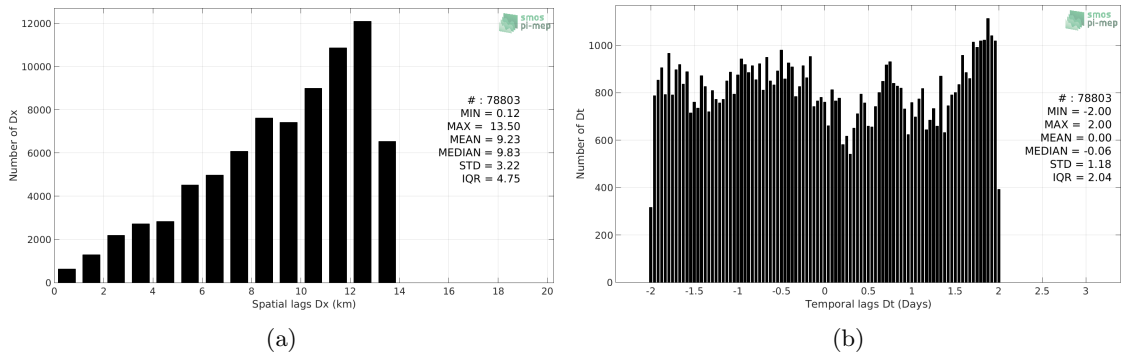 smos
pi-mep
12000
10000
8000
6000
4000
2000
0
Number of Dx
# : 78803
MIN = 0.12
MAX = 13.50
MEAN = 9.23
MEDIAN = 9.83
STD = 3.22
IQR = 4.75
0 2 4 6 8 10 12 14 16 18 20
Spatial lags Dx (km)
(a)
smos
pi-mep
1000
800
600
400
200
0
Number of Dt
# : 78803
MIN = -2.00
MAX = 2.00
MEAN = 0.00
MEDIAN = -0.06
STD = 1.18
IQR = 2.04
-2 -1.5 -1 -0.5 0 0.5 1 1.5 2 2.5 3
Temporal lags Dt (Days)
(b)